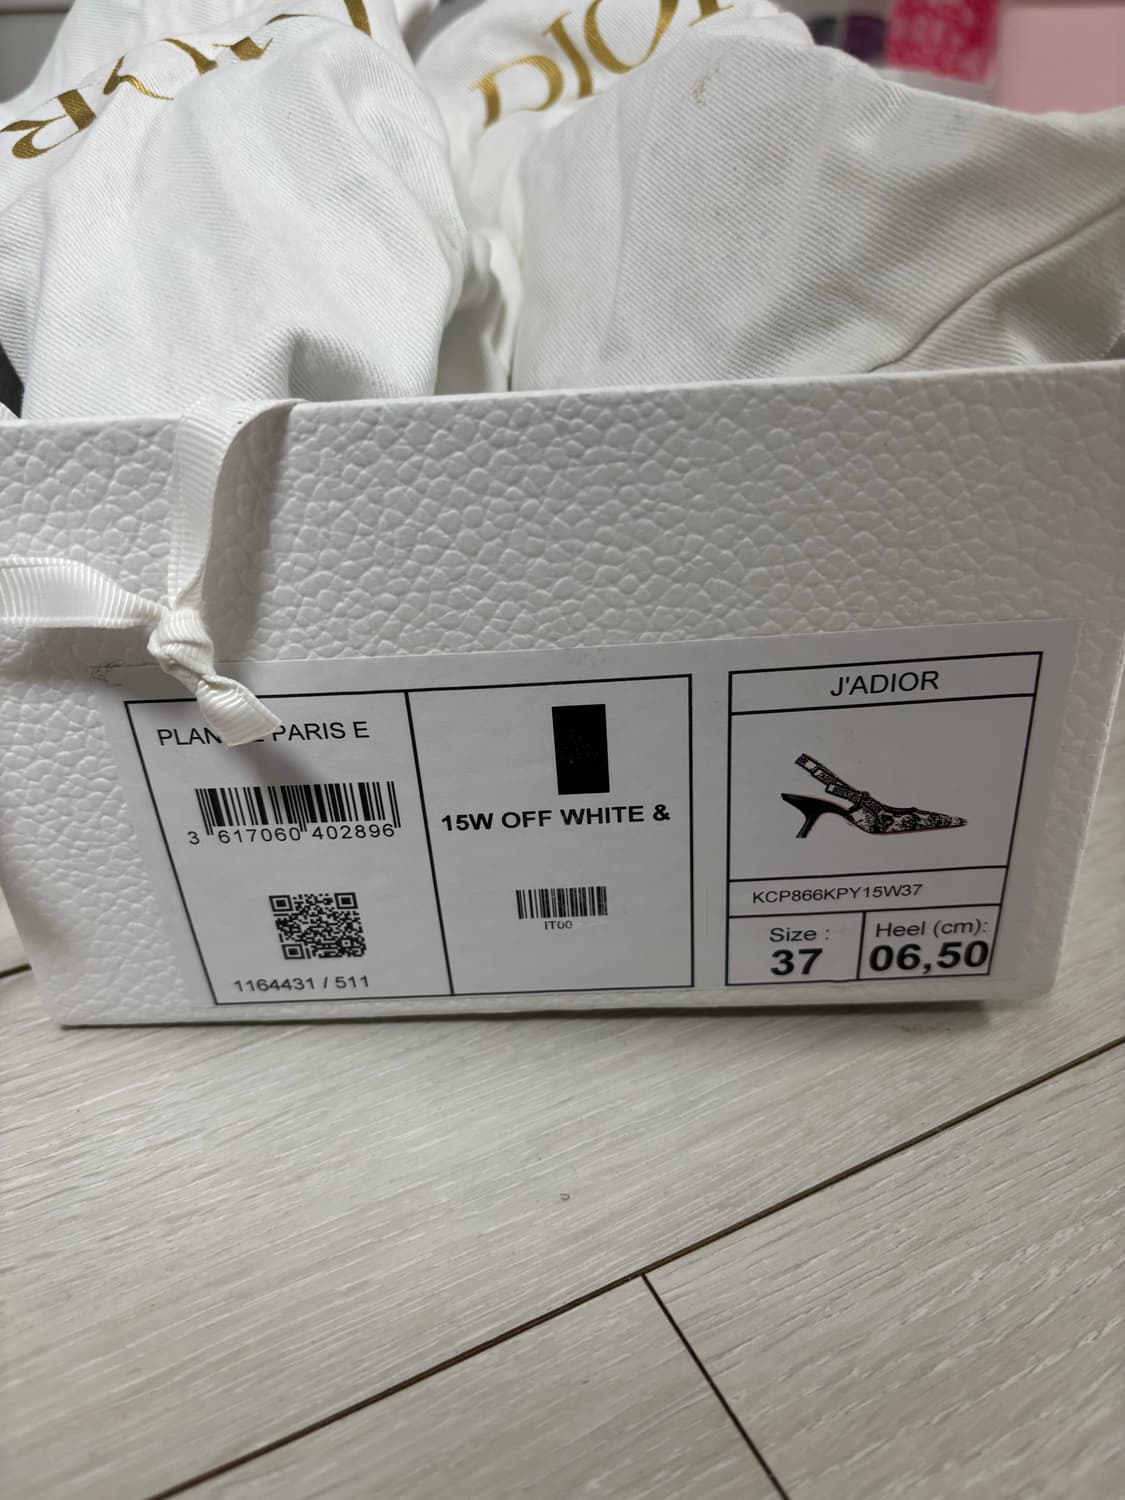 DIOR
DIOR
PLAN PARIS E
3 617060 402896
1164431 / 511
15W OFF WHITE &
IT00
J'ADIOR
KCP866KPY15W37
Size :
37
Heel (cm):
06,50